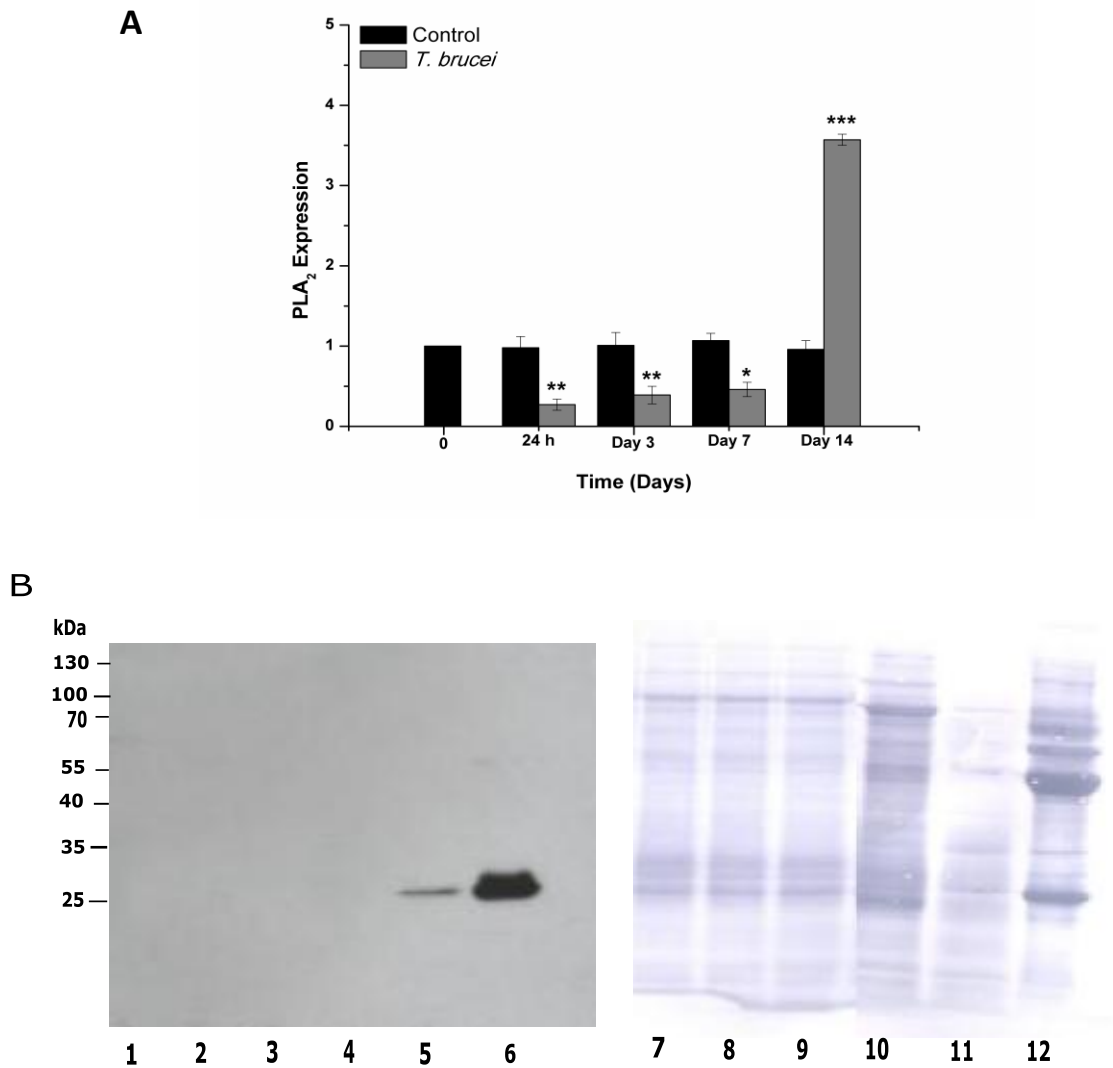 A
Control
T. brucei
5
4
3
2
1
0
PLA2 Expression
** ** * ***
0 24 h Day 3 Day 7 Day 14
Time (Days)
B
kDa
130
100
70
55
40
35
25
1 2 3 4 5 6 7 8 9 10 11 12